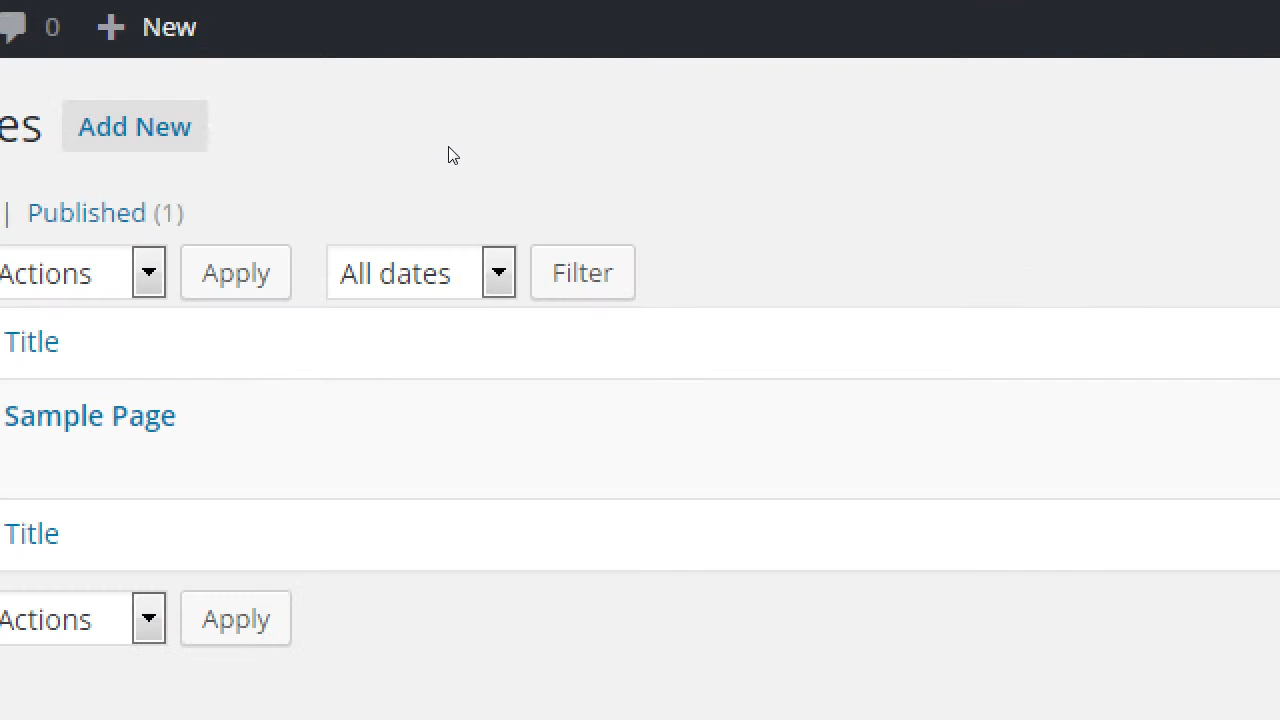 0 New
es Add New
| Published (1)
Actions Apply All dates Filter
Title
Sample Page
Title
Actions Apply